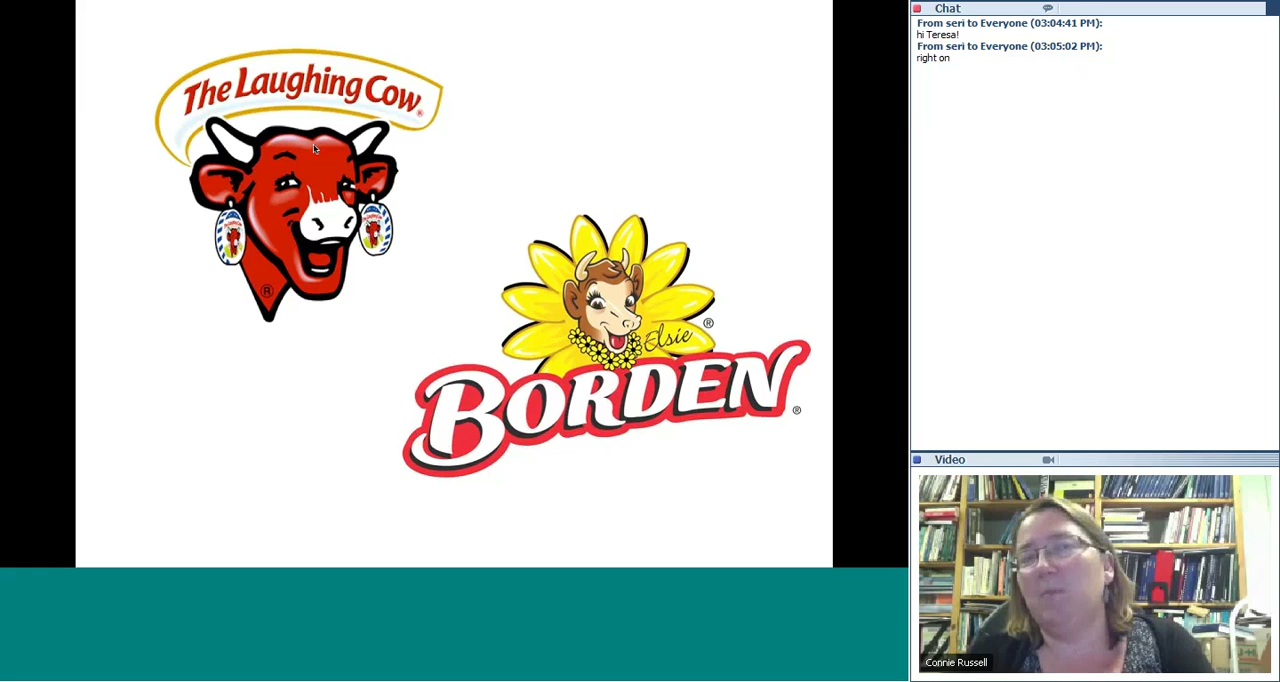 The Laughing Cow®
®
Elsie ®
BORDEN ®
Chat
From seri to Everyone (03:04:41 PM):
hi Teresa!
From seri to Everyone (03:05:02 PM):
right on
Video
Connie Russell